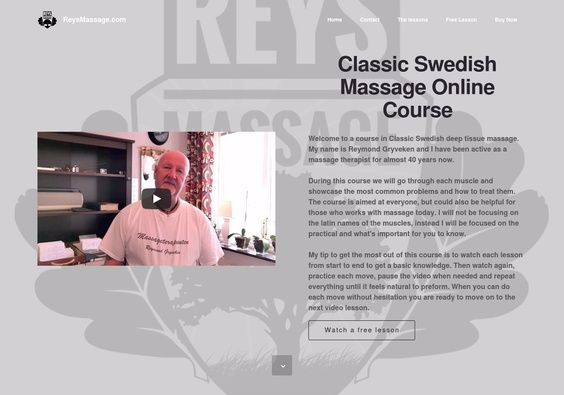 ReysMassage.com
Home
Contact
The lessons
Free Lesson
Buy Now
REYS
MASSAGE
Classic Swedish
Massage Online
Course
Welcome to a course in Classic Swedish deep tissue massage.
My name is Reymond Gryveken and I have been active as a
massage therapist for almost 40 years now.
During this course we will go through each muscle and
showcase the most common problems and how to treat them.
The course is aimed at everyone, but could also be helpful for
those who works with massage today. I will not be focusing on
the latin names of the muscles, instead I will be focused on the
practical and what's important for you to know.
My tip to get the most out of this course is to watch each lesson
from start to end to get a basic knowledge. Then watch again,
practice each move, pause the video when needed and repeat
everything until it feels natural to preform. When you can do
each move without hesitation you are ready to move on to the
next video lesson.
Watch a free lesson
Massageterapeuten
Reymond Gryveken